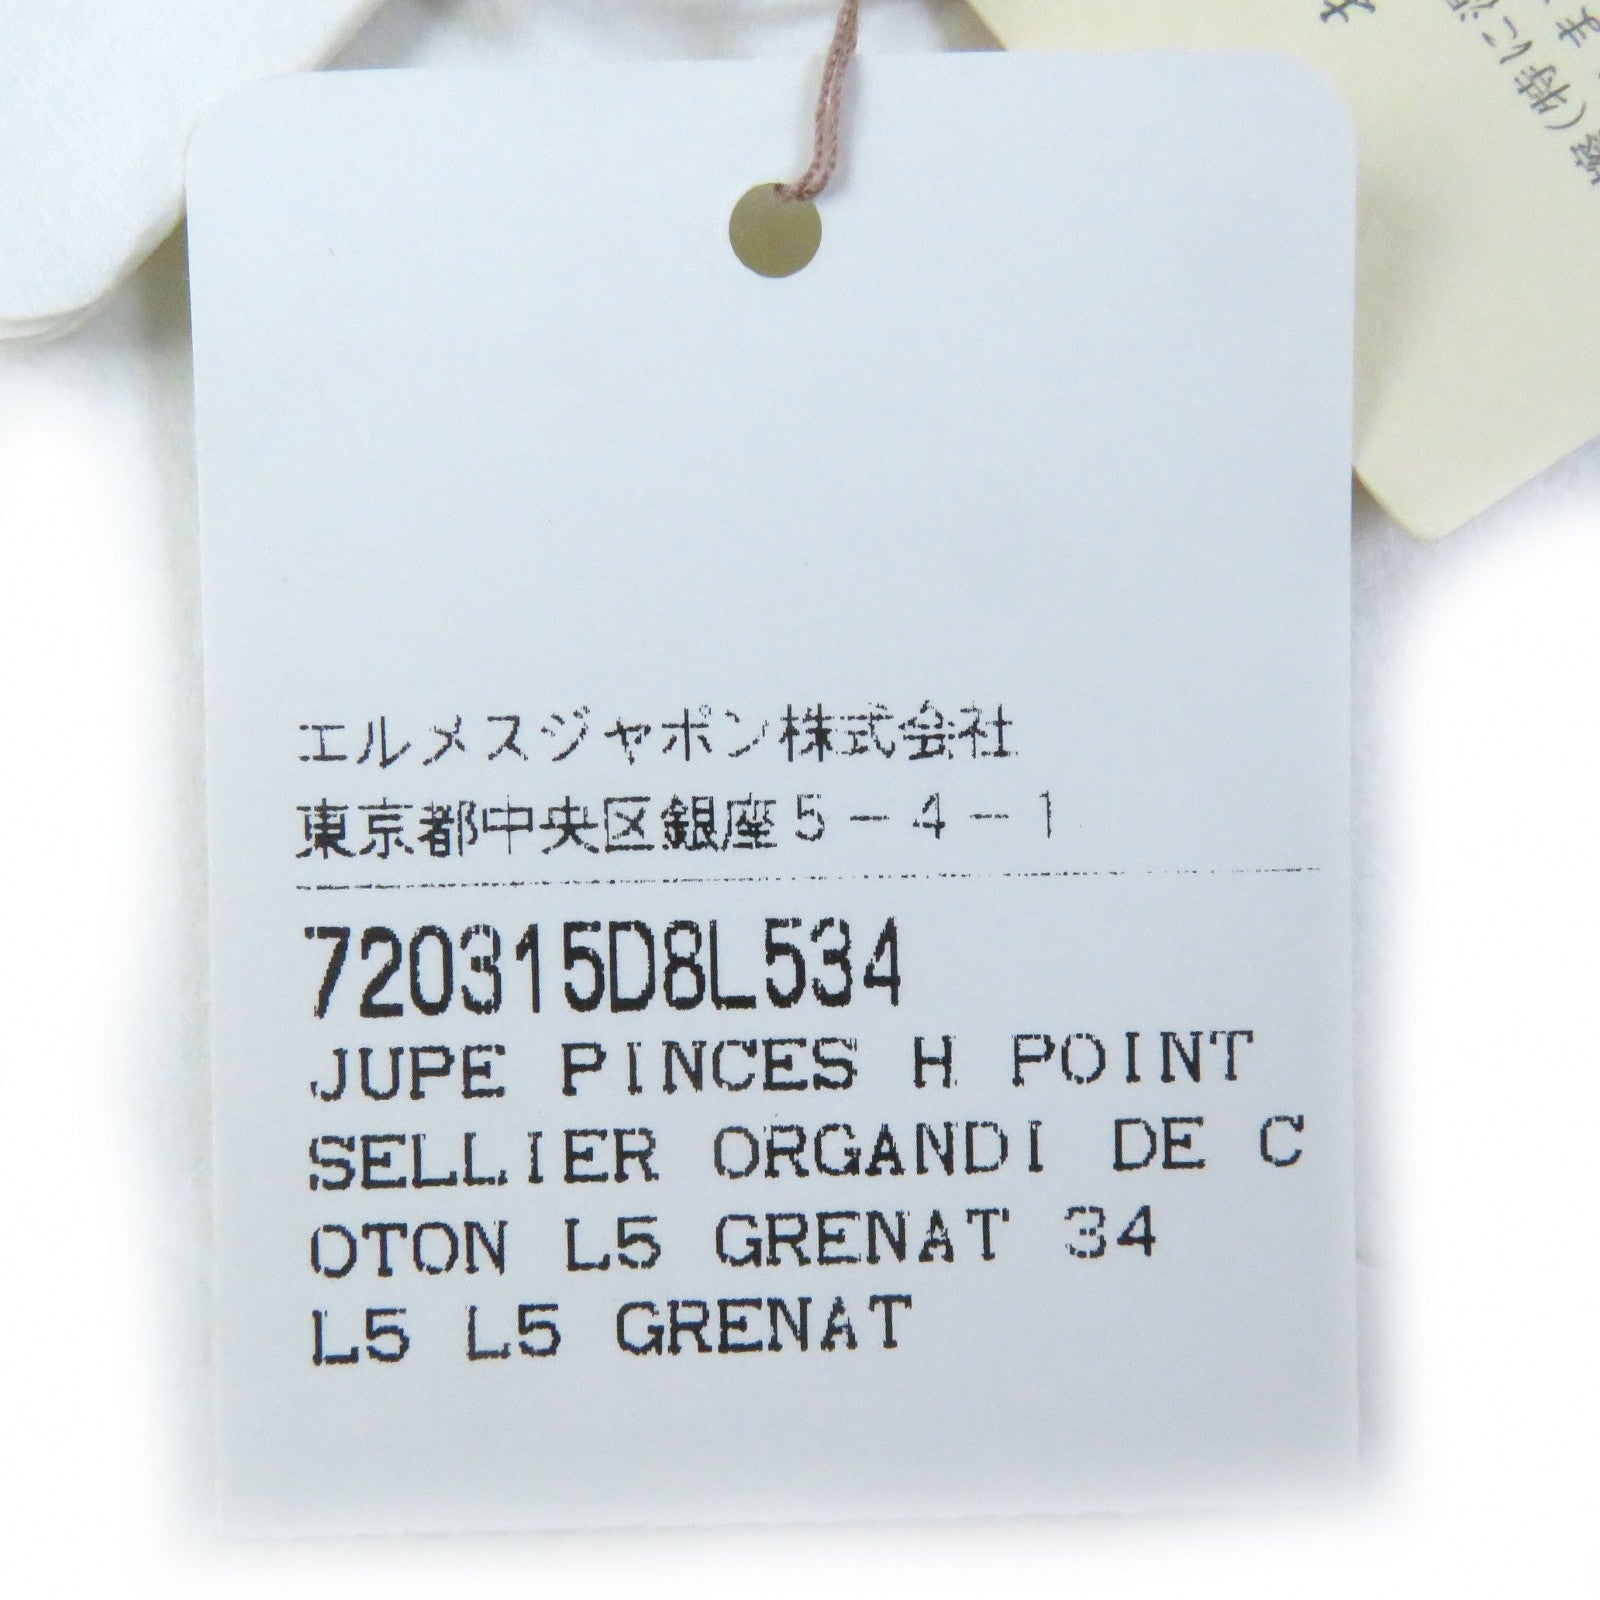 エルメスジャポン株式会社
東京都中央区銀座5-4-1
720315D8L534
JUPE PINCES H POINT
SELLIER ORGANDI DE C
OTON L5 GRENAT 34
L5 L5 GRENAT